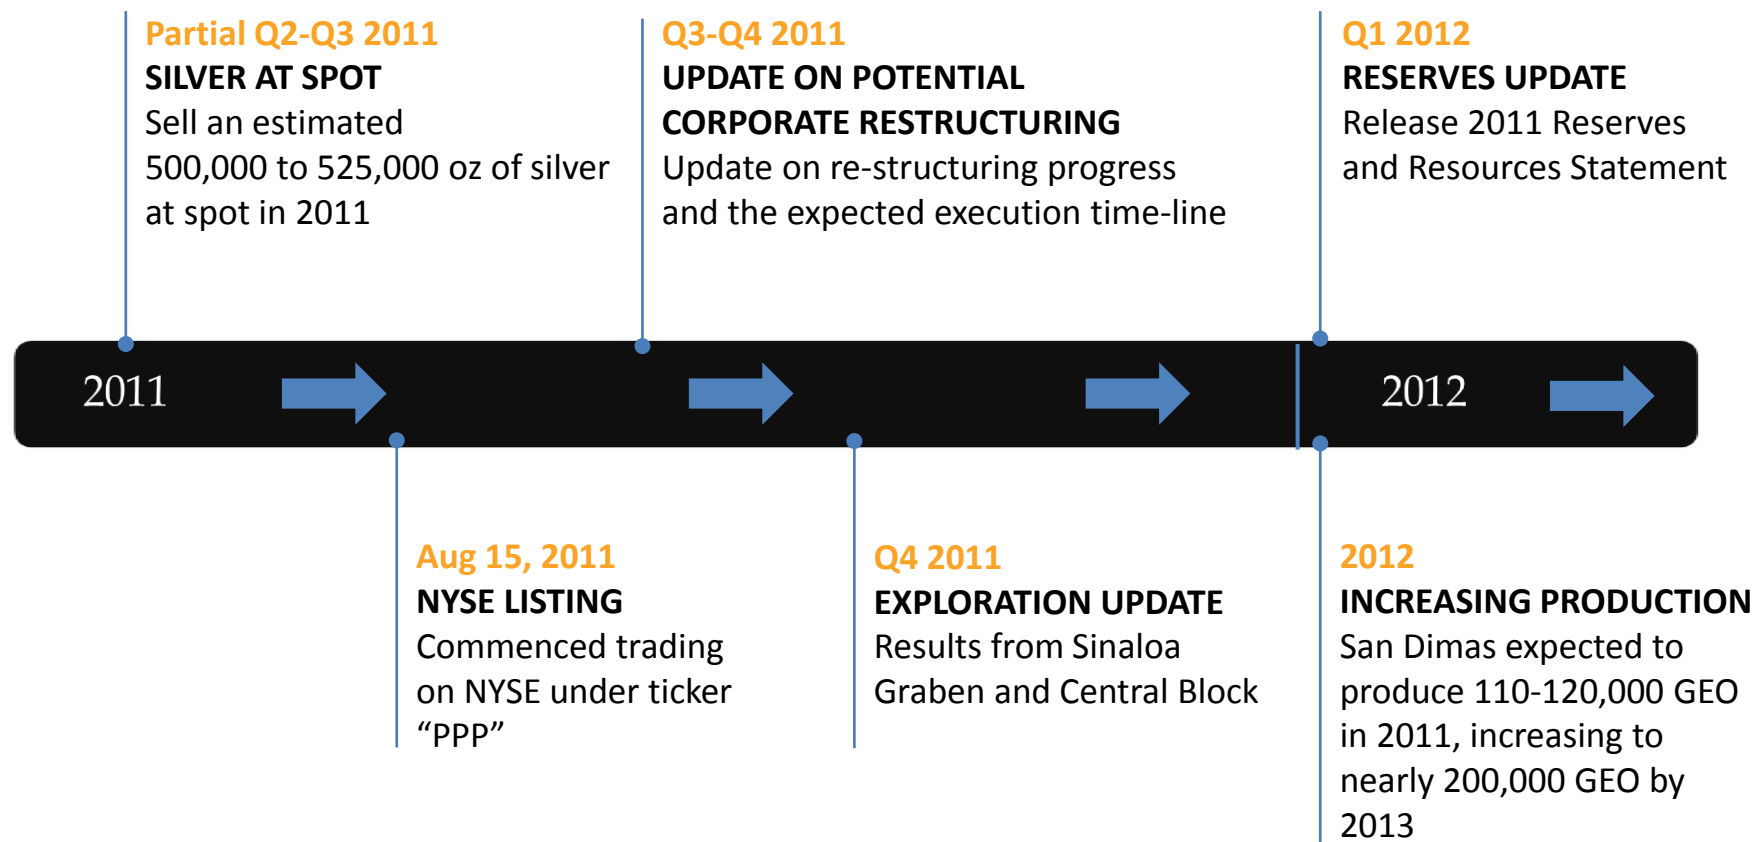 Partial Q2-Q3 2011
SILVER AT SPOT
Sell an estimated
500,000 to 525,000 oz of silver
at spot in 2011
Q3-Q4 2011
UPDATE ON POTENTIAL
CORPORATE RESTRUCTURING
Update on re-structuring progress
and the expected execution time-line
Q1 2012
RESERVES UPDATE
Release 2011 Reserves
and Resources Statement
2011
2012
Aug 15, 2011
NYSE LISTING
Commenced trading
on NYSE under ticker
“PPP”
Q4 2011
EXPLORATION UPDATE
Results from Sinaloa
Graben and Central Block
2012
INCREASING PRODUCTION
San Dimas expected to
produce 110-120,000 GEO
in 2011, increasing to
nearly 200,000 GEO by
2013